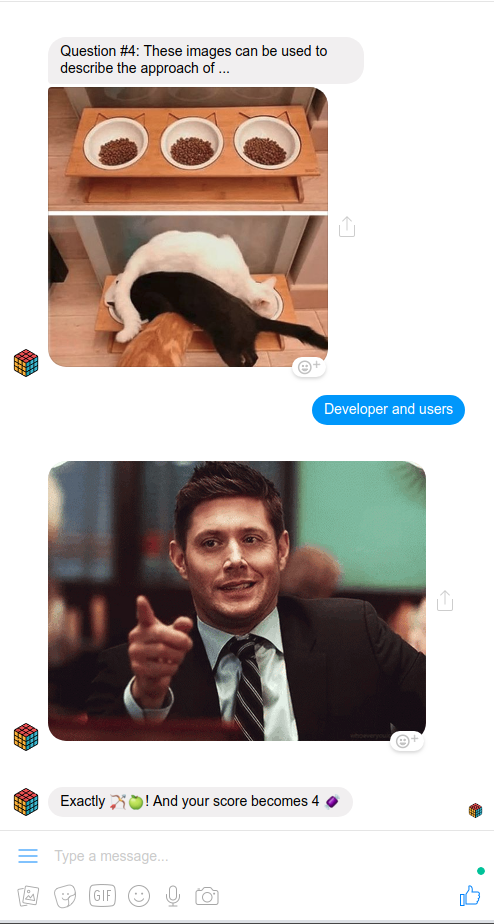 Question #4: These images can be used to
describe the approach of ...
Developer and users
Exactly 🏹🍏! And your score becomes 4 🍆
Type a message...
GIF